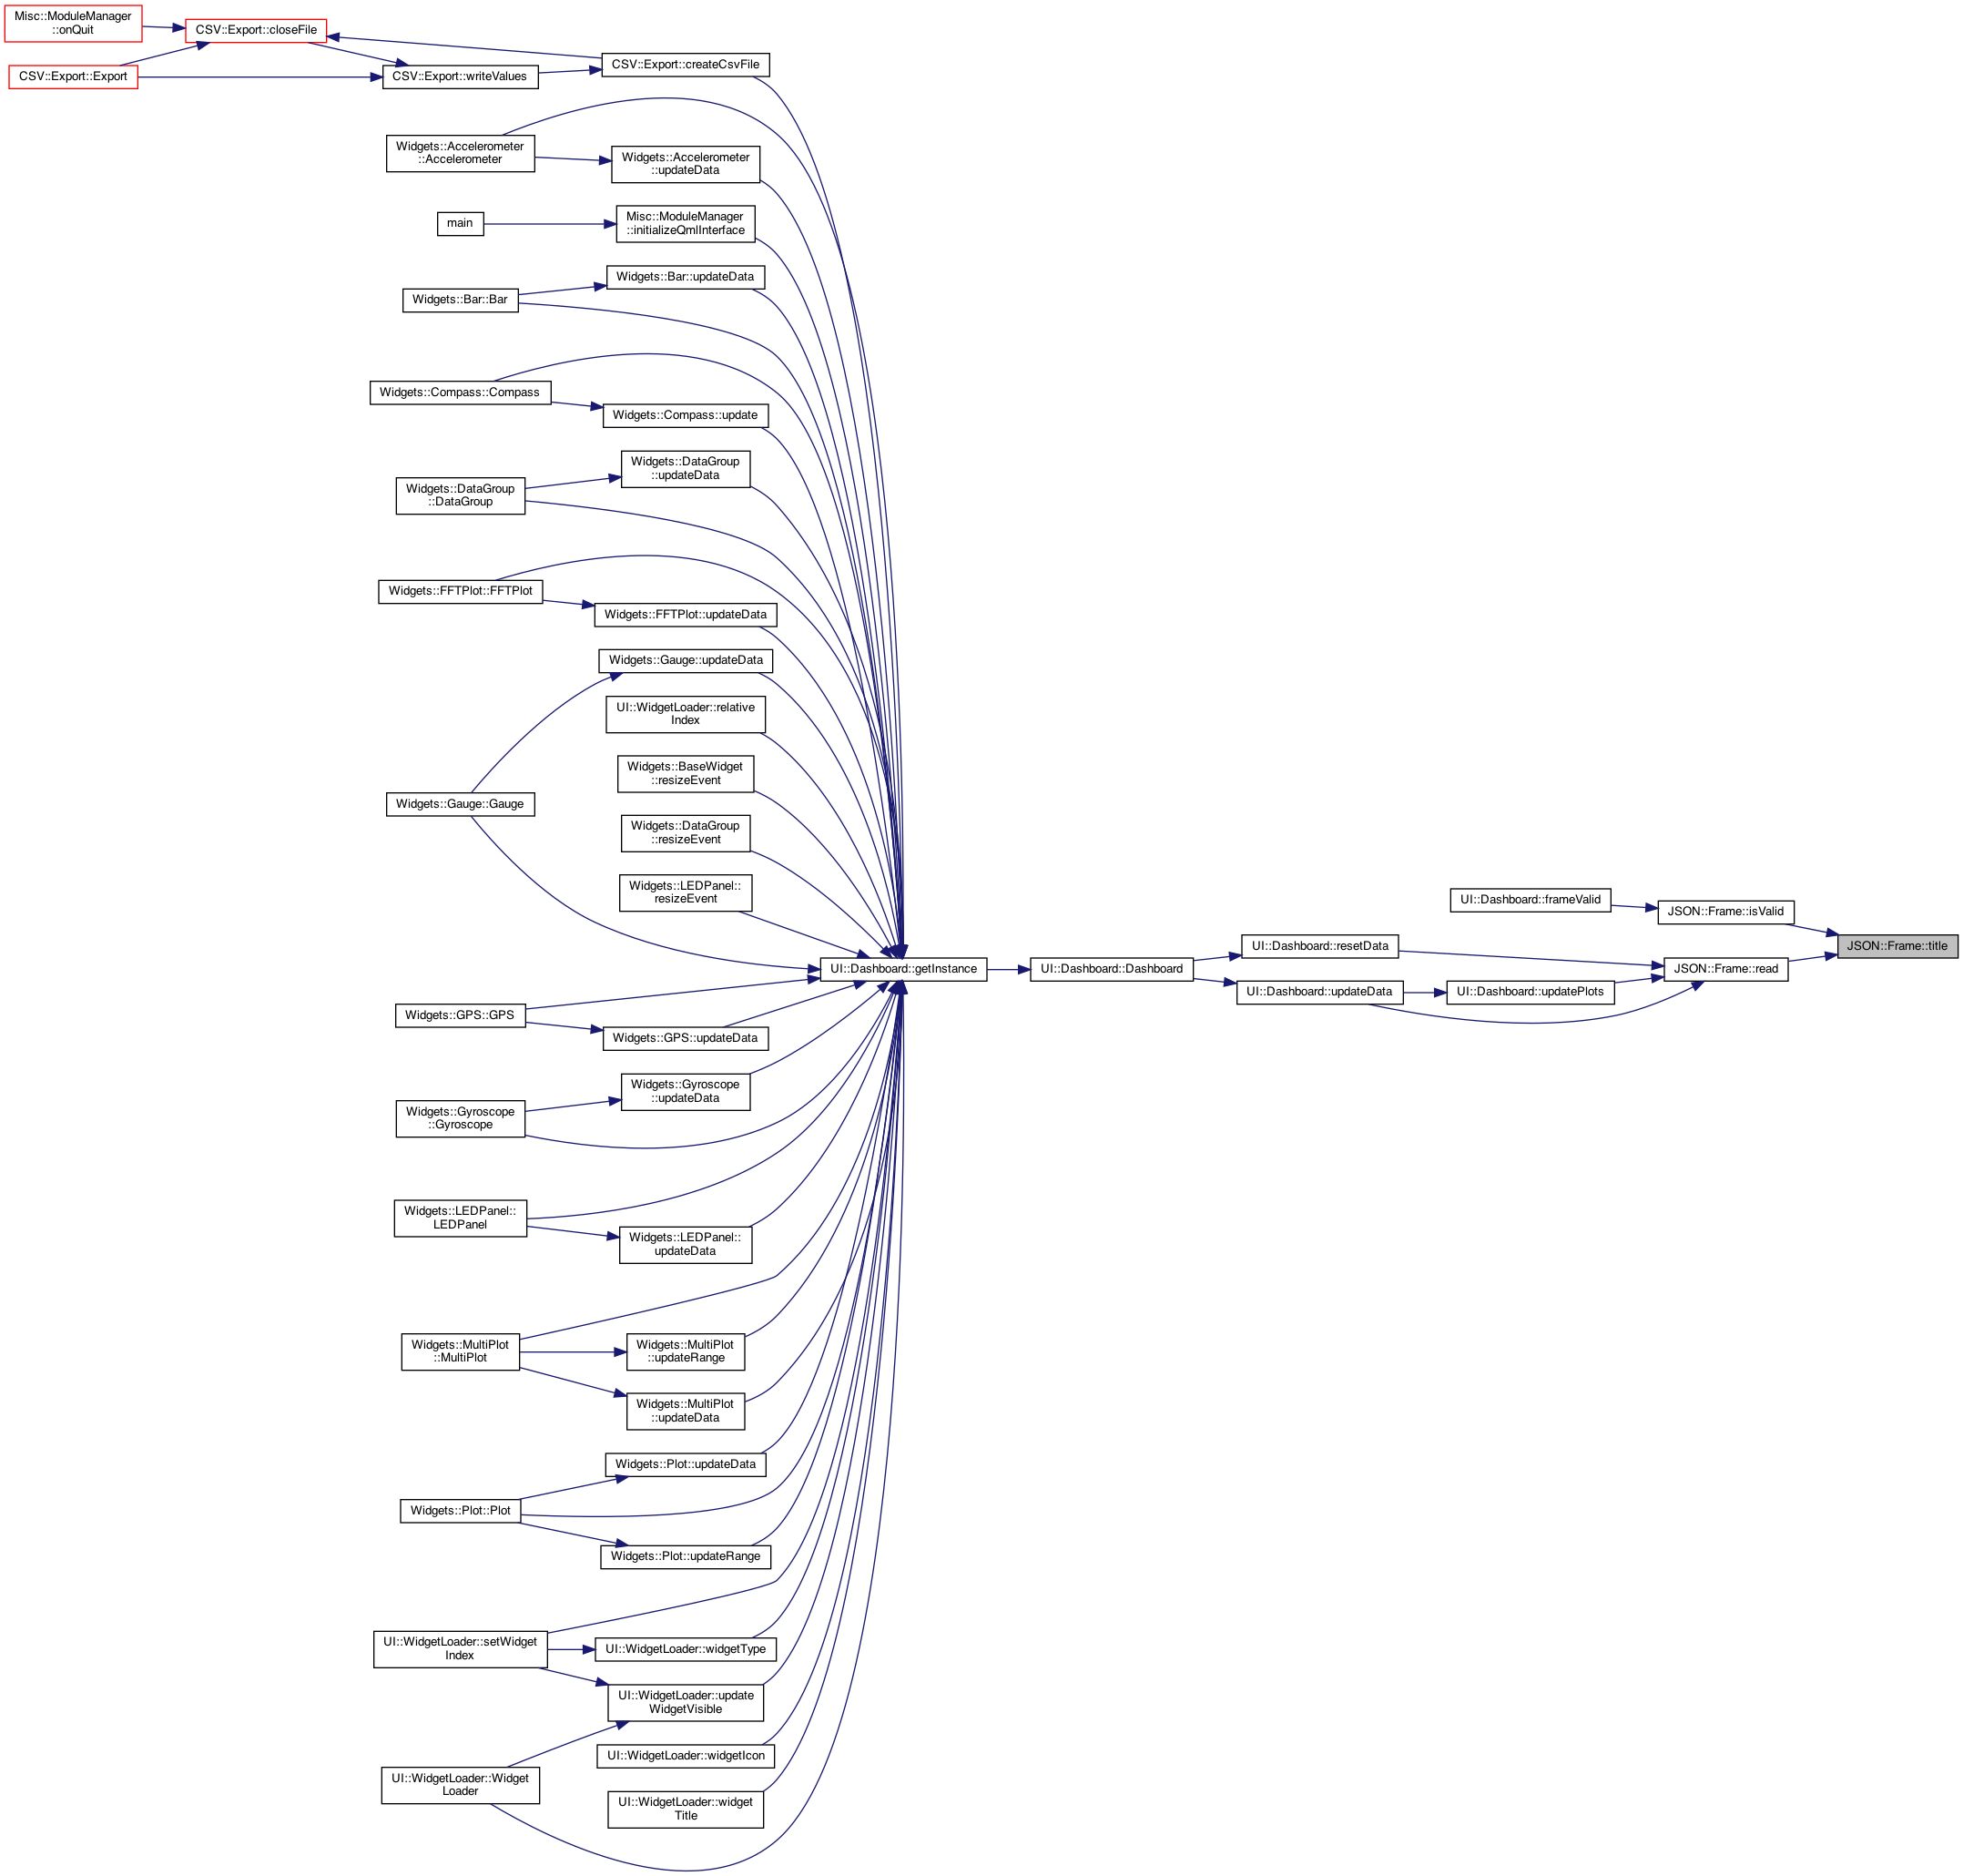 Misc::ModuleManager
::onQuit
CSV::Export::closeFile
CSV::Export::createCsvFile
CSV::Export::Export
CSV::Export::writeValues
Widgets::Accelerometer
::Accelerometer
Widgets::Accelerometer
::updateData
main
Misc::ModuleManager
::initializeQmlInterface
Widgets::Bar::updateData
Widgets::Bar::Bar
Widgets::Compass::Compass
Widgets::Compass::update
Widgets::DataGroup
::updateData
Widgets::DataGroup
::DataGroup
Widgets::FFTPlot::FFTPlot
Widgets::FFTPlot::updateData
Widgets::Gauge::updateData
UI::WidgetLoader::relative
Index
Widgets::BaseWidget
::resizeEvent
Widgets::Gauge::Gauge
Widgets::DataGroup
::resizeEvent
Widgets::LEDPanel::
resizeEvent
UI::Dashboard::frameValid
JSON::Frame::isValid
UI::Dashboard::resetData
JSON::Frame::title
UI::Dashboard::getInstance
UI::Dashboard::Dashboard
JSON::Frame::read
UI::Dashboard::updateData
UI::Dashboard::updatePlots
Widgets::GPS::GPS
Widgets::GPS::updateData
Widgets::Gyroscope
::updateData
Widgets::Gyroscope
::Gyroscope
Widgets::LEDPanel::
LEDPanel
Widgets::LEDPanel::
updateData
Widgets::MultiPlot
::MultiPlot
Widgets::MultiPlot
::updateRange
Widgets::MultiPlot
::updateData
Widgets::Plot::updateData
Widgets::Plot::Plot
Widgets::Plot::updateRange
UI::WidgetLoader::setWidget
Index
UI::WidgetLoader::widgetType
UI::WidgetLoader::update
WidgetVisible
UI::WidgetLoader::widgetIcon
UI::WidgetLoader::Widget
Loader
UI::WidgetLoader::widget
Title